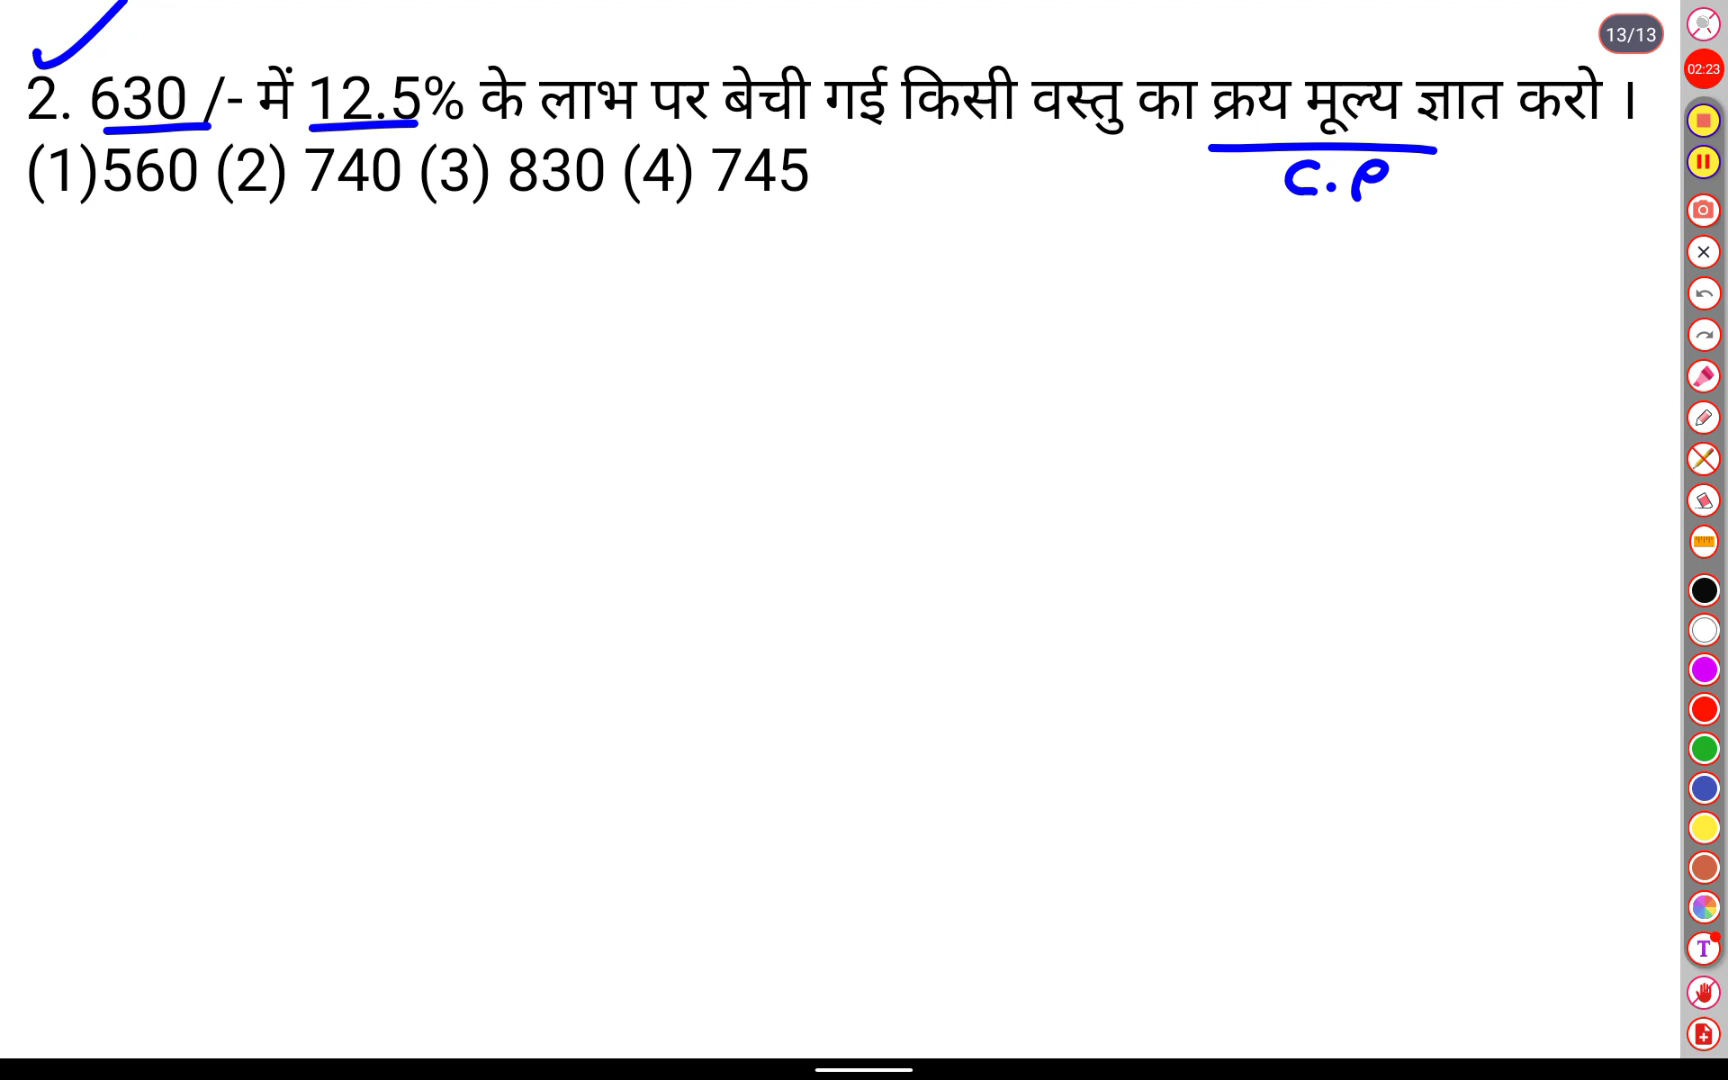 13/13
02:23
2. 630 /- में 12.5% के लाभ पर बेची गई किसी वस्तु का क्रय मूल्य ज्ञात करो ।
(1)560 (2) 740 (3) 830 (4) 745
C.P
T